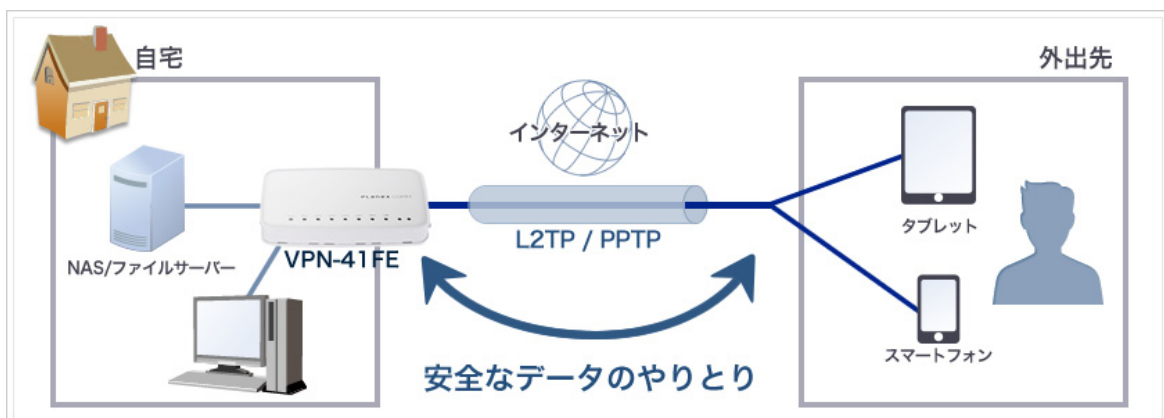 自宅
外出先
インターネット
PLANEX COMM.
L2TP / PPTP
タブレット
NAS/ファイルサーバー
VPN-41FE
スマートフォン
安全なデータのやりとり